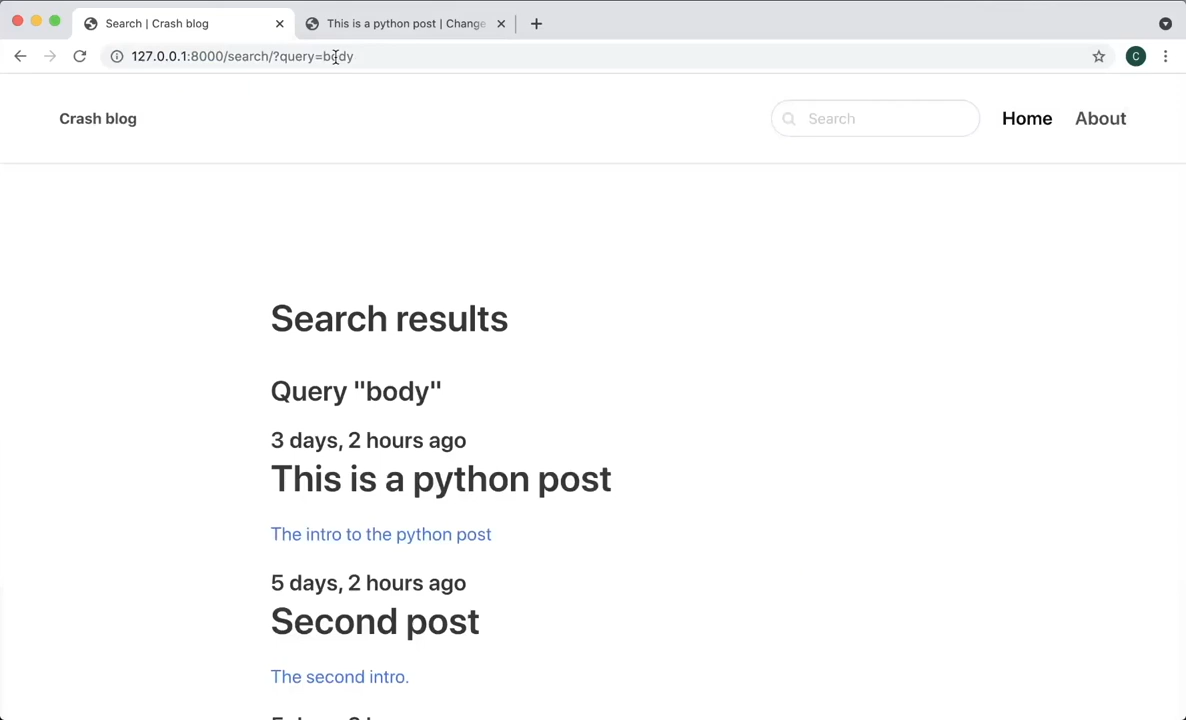 Search | Crash blog
This is a python post | Change
127.0.0.1:8000/search/?query=body
C
Crash blog
Search
Home
About
Search results
Query "body"
3 days, 2 hours ago
This is a python post
The intro to the python post
5 days, 2 hours ago
Second post
The second intro.